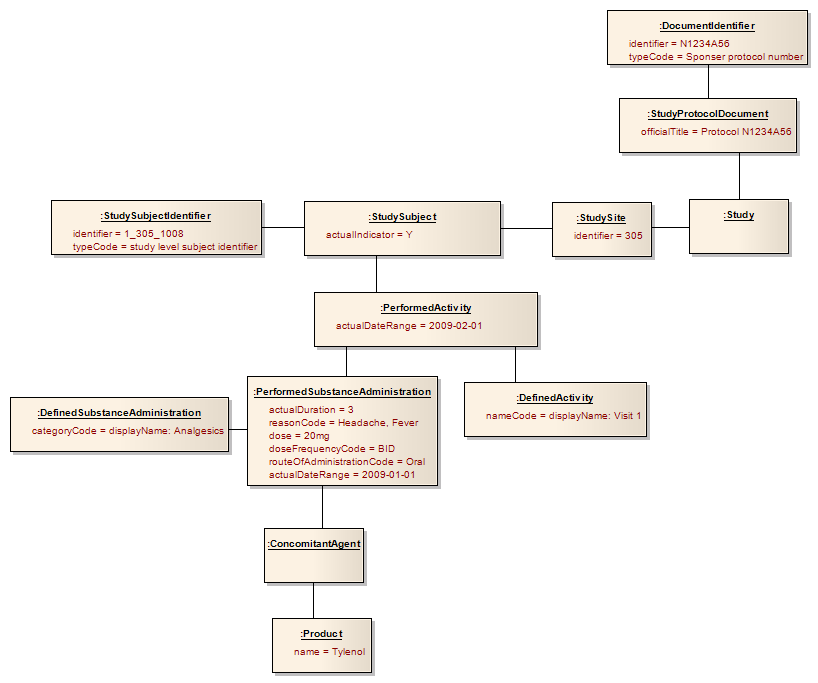 :DocumentIdentifier
identifier = N1234A56
typeCode = Sponser protocol number
:StudyProtocolDocument
officialTitle = Protocol N1234A56
:StudySubjectIdentifier
identifier = 1_305_1008
typeCode = study level subject identifier
:StudySubject
actualIndicator = Y
:StudySite
identifier = 305
:Study
:PerformedActivity
actualDateRange = 2009-02-01
:DefinedSubstanceAdministration
categoryCode = displayName: Analgesics
:PerformedSubstanceAdministration
actualDuration = 3
reasonCode = Headache, Fever
dose = 20mg
doseFrequencyCode = BID
routeOfAdministrationCode = Oral
actualDateRange = 2009-01-01
:DefinedActivity
nameCode = displayName: Visit 1
:ConcomitantAgent
:Product
name = Tylenol